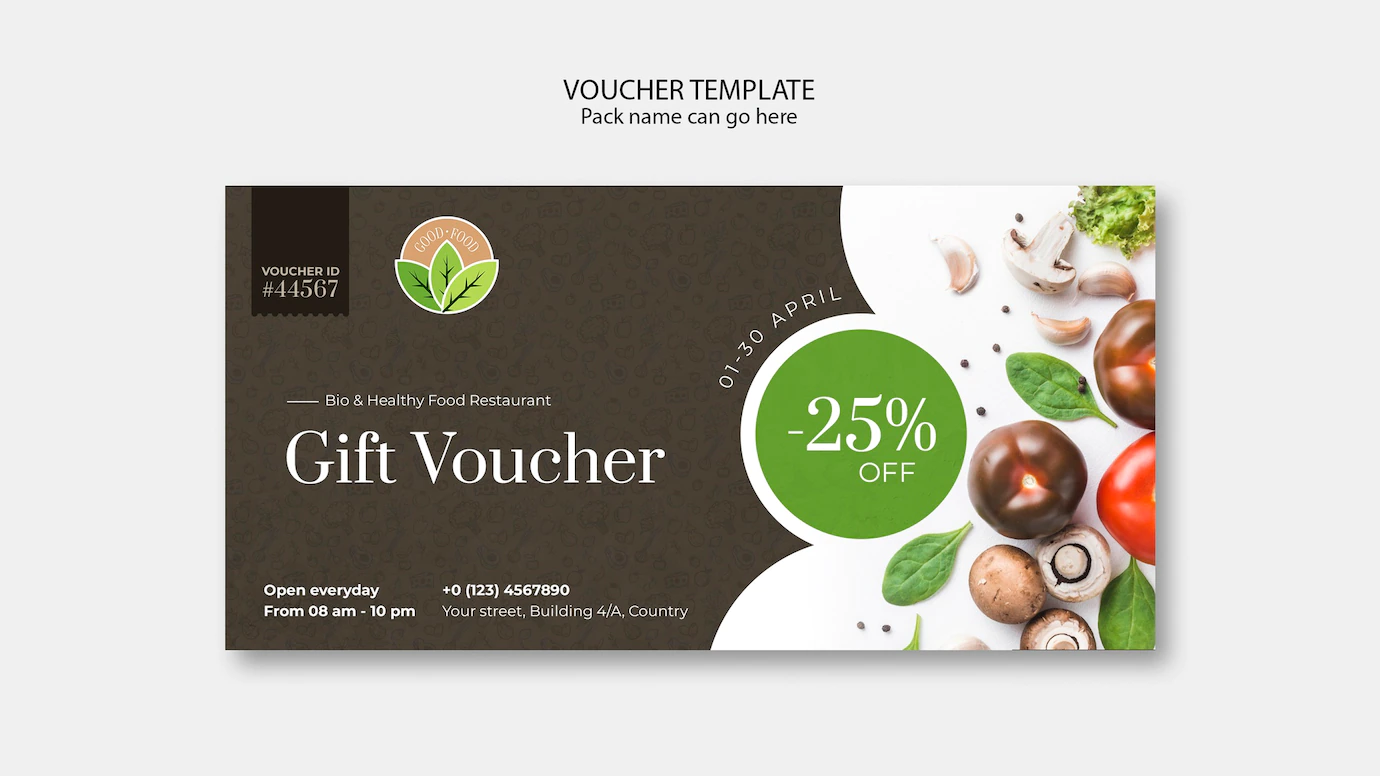 VOUCHER TEMPLATE
Pack name can go here
VOUCHER ID
#44567
GOOD·FOOD
01-30 APRIL
Bio & Healthy Food Restaurant
Gift Voucher
-25%
OFF
Open everyday
From 08 am - 10 pm
+0 (123) 4567890
Your street, Building 4/A, Country